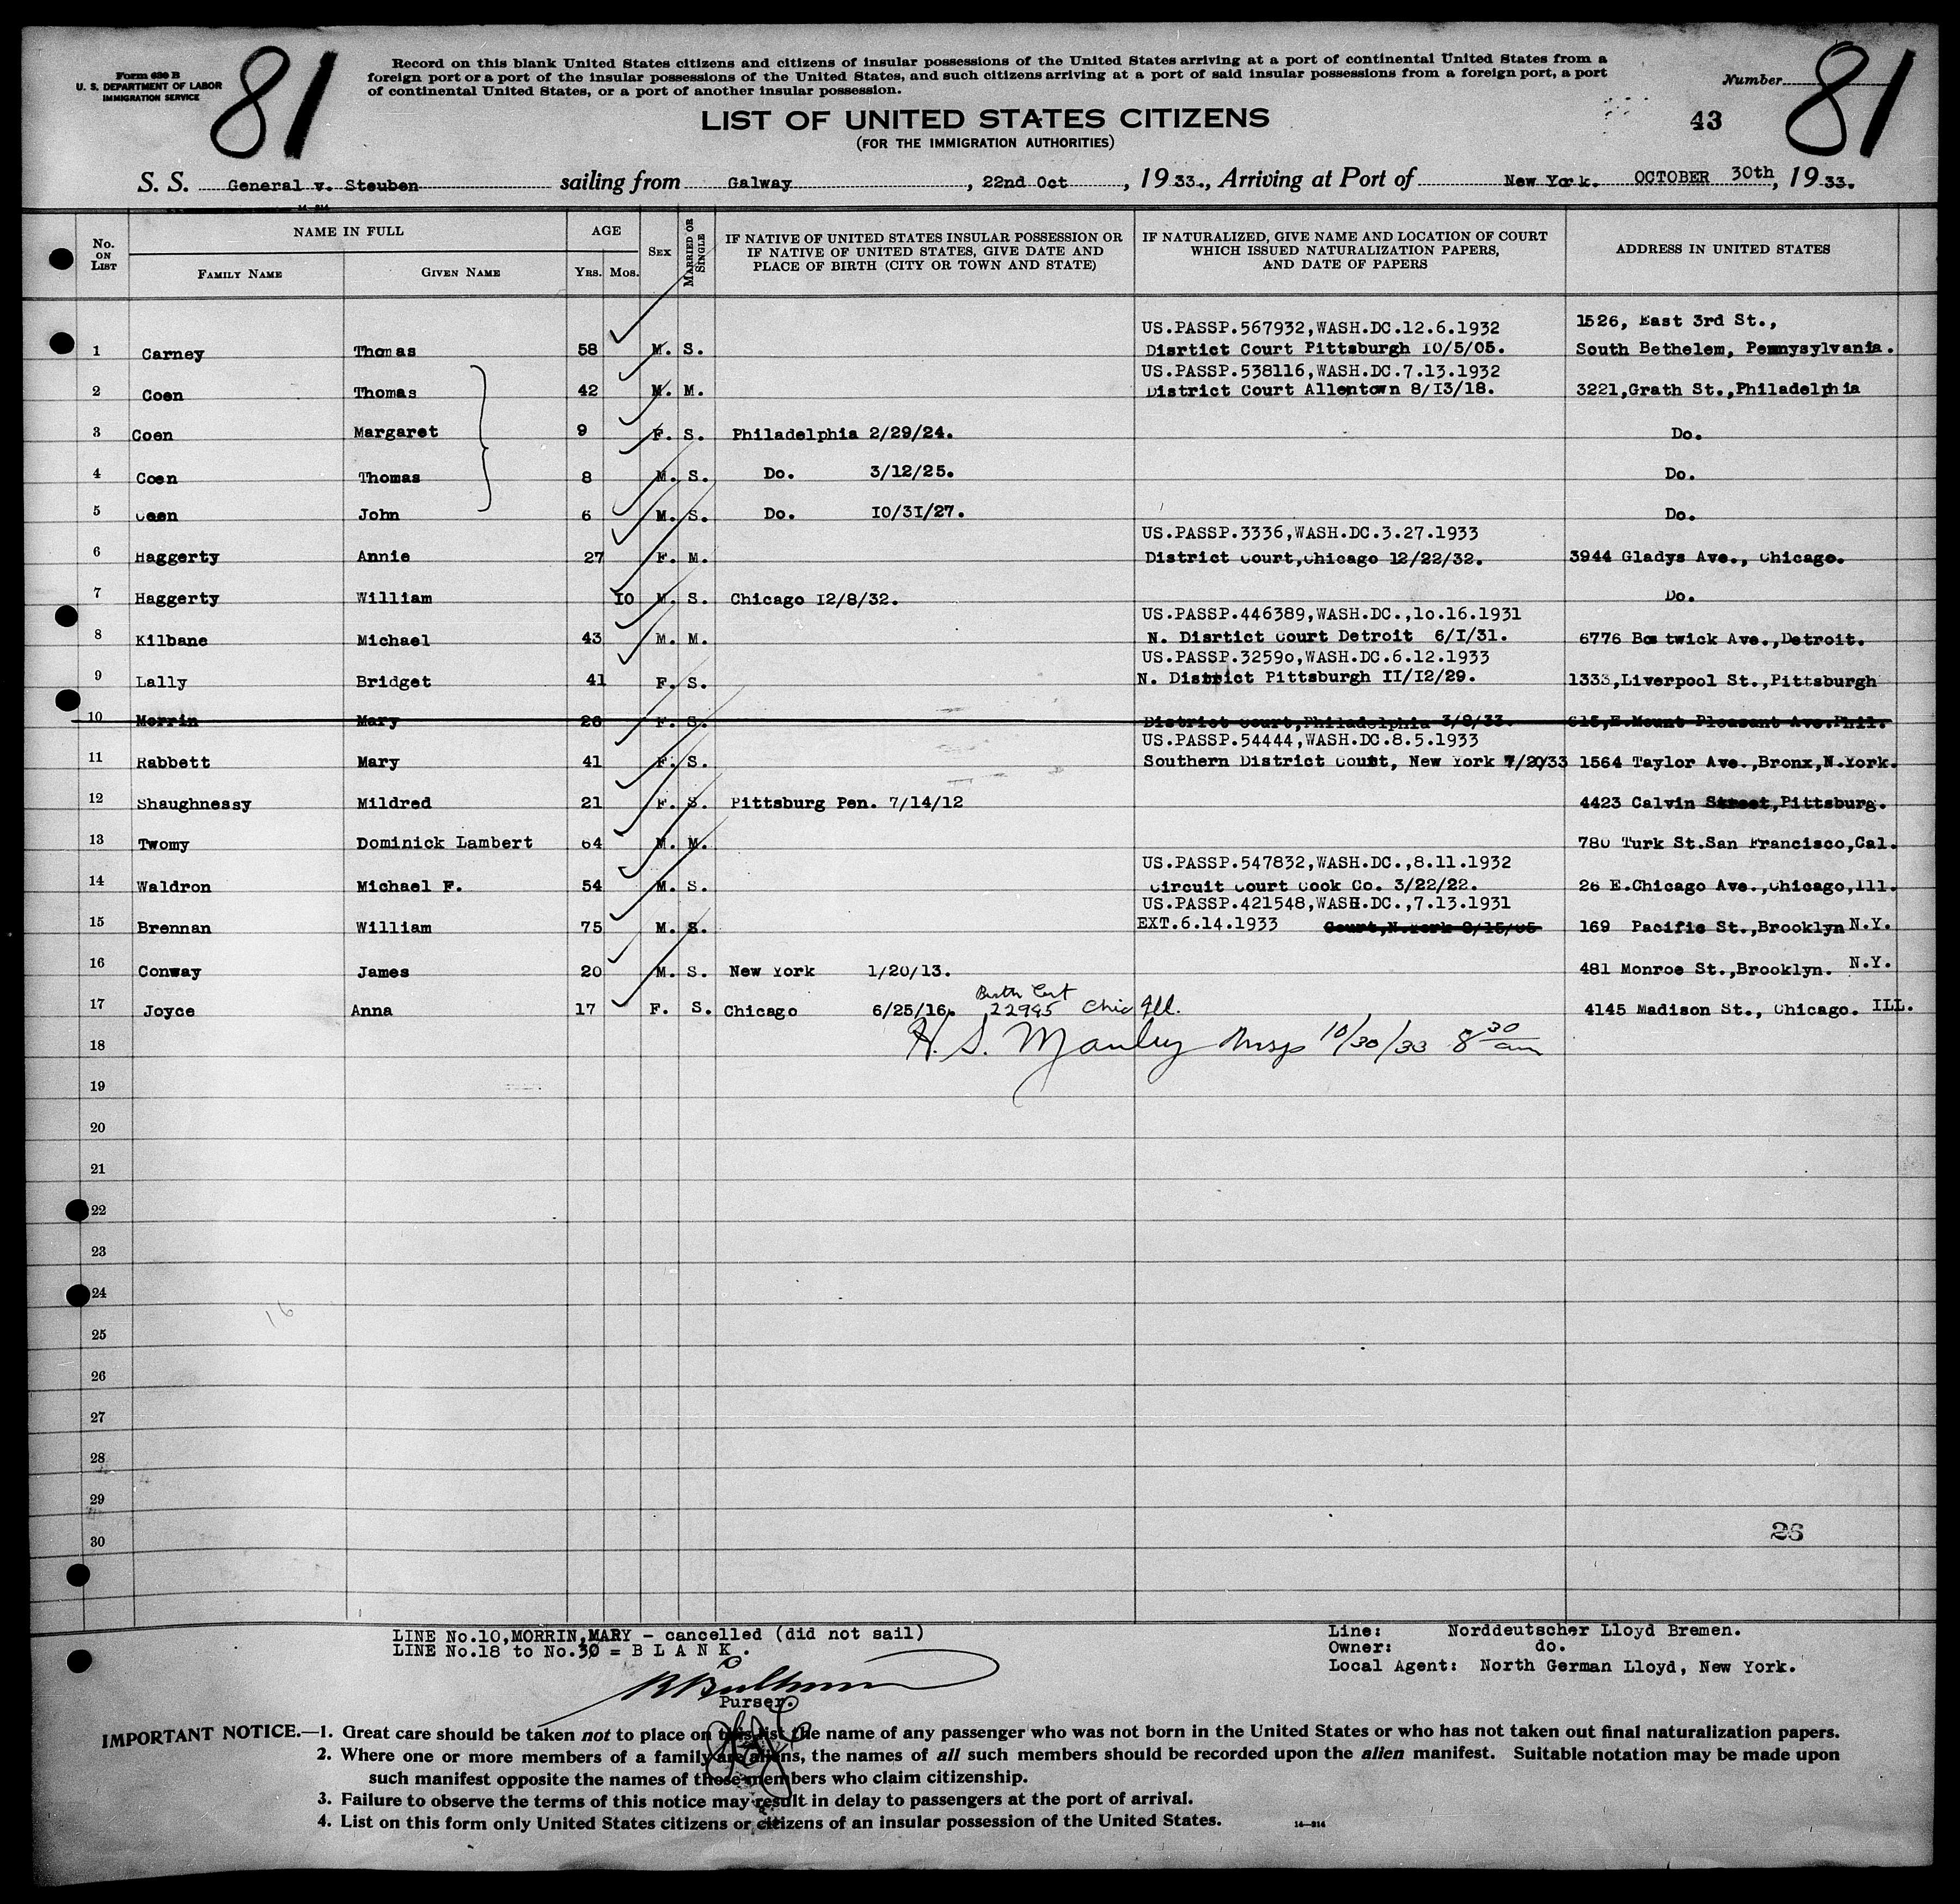 Form 630 B
U. S. DEPARTMENT OF LABOR
IMMIGRATION SERVICE
81
Record on this blank United States citizens and citizens of insular possessions of the United States arriving at a port of continental United States from a
foreign port or a port of the insular possessions of the United States, and such citizens arriving at a port of said insular possessions from a foreign port, a port
of continental United States, or a port of another insular possession.
Number
81
43
LIST OF UNITED STATES CITIZENS
(FOR THE IMMIGRATION AUTHORITIES)
S. S. General v. Steuben sailing from Galway, 22nd Oct, 1933., Arriving at Port of New York. OCTOBER 30th, 1933.
14-814
No. ON LIST NAME IN FULL AGE SEX MARRIED OR SINGLE IF NATIVE OF UNITED STATES INSULAR POSSESSION OR IF NATIVE OF UNITED STATES, GIVE DATE AND PLACE OF BIRTH (CITY OR TOWN AND STATE) IF NATURALIZED, GIVE NAME AND LOCATION OF COURT WHICH ISSUED NATURALIZATION PAPERS, AND DATE OF PAPERS ADDRESS IN UNITED STATES
FAMILY NAME GIVEN NAME YRS. MOS.
US.PASSP.567932,WASH.DC.12.6.1932 1526, East 3rd St.,
1 Carney Thomas 58 M. S. Disrtict Court Pittsburgh 10/5/05. South Bethelem, Pennysylvania.
US.PASSP.538116,WASH.DC.7.13.1932
2 Coen Thomas 42 M. M. District Court Allentown 8/13/18. 3221,Grath St.,Philadelphia
3 Coen Margaret 9 F. S. Philadelphia 2/29/24. Do.
4 Coen Thomas 8 M. S. Do. 3/12/25. Do.
5 Coen John 6 M. S. Do. 10/31/27. Do.
US.PASSP.3336,WASH.DC.3.27.1933
6 Haggerty Annie 27 F. M. District Court,Chicago 12/22/32. 3944 Gladys Ave., Chicago.
7 Haggerty William 10 M. S. Chicago 12/8/32. Do.
US.PASSP.446389,WASH.DC.,10.16.1931
8 Kilbane Michael 43 M. M. N. Disrtict Court Detroit 6/1/31. 6776 Bostwick Ave.,Detroit.
US.PASSP.32590,WASH.DC.6.12.1933
9 Lally Bridget 41 F. S. N. District Pittsburgh 11/12/29. 1333,Liverpool St.,Pittsburgh
10 Morrin Mary 26 F. S. District Court,Philadelphia 3/8/33. 615,E.Mount Pleasant Ave.Phil.
US.PASSP.54444,WASH.DC.8.5.1933
11 Rabbett Mary 41 F. S. Southern District Court, New York 7/20/33 1564 Taylor Ave.,Bronx,N.York.
12 Shaughnessy Mildred 21 F. S. Pittsburg Pen. 7/14/12 4423 Calvin Street,Pittsburg.
13 Twomy Dominick Lambert 64 M. M. 780 Turk St.San Francisco,Cal.
US.PASSP.547832,WASH.DC.,8.11.1932
14 Waldron Michael F. 54 M. S. Circuit Court Cook Co. 3/22/22. 26 E.Chicago Ave.,Chicago,Ill.
US.PASSP.421548,WASH.DC.,7.13.1931
15 Brennan William 75 M. S. EXT.6.14.1933 Court,N.York 8/15/05 169 Pacific St.,Brooklyn N.Y.
16 Conway James 20 M. S. New York 1/20/13. 481 Monroe St.,Brooklyn. N.Y.
Birth Cert
17 Joyce Anna 17 F. S. Chicago 6/25/16. 22995 Chic Ill. 4145 Madison St., Chicago. ILL.
18 H. S. Manley Insp 10/30/33 8 30 am
19
20
21
22
23
24
16
25
26
27
28
29
30
26
LINE No.10,MORRIN,MARY - cancelled (did not sail)
LINE No.18 to No.30 = B L A N K .
Purser.
Line: Norddeutscher Lloyd Bremen.
Owner: do.
Local Agent: North German Lloyd, New York.
IMPORTANT NOTICE.—1. Great care should be taken not to place on this list the name of any passenger who was not born in the United States or who has not taken out final naturalization papers.
2. Where one or more members of a family are aliens, the names of all such members should be recorded upon the alien manifest. Suitable notation may be made upon
such manifest opposite the names of those members who claim citizenship.
3. Failure to observe the terms of this notice may result in delay to passengers at the port of arrival.
4. List on this form only United States citizens or citizens of an insular possession of the United States.
14-814